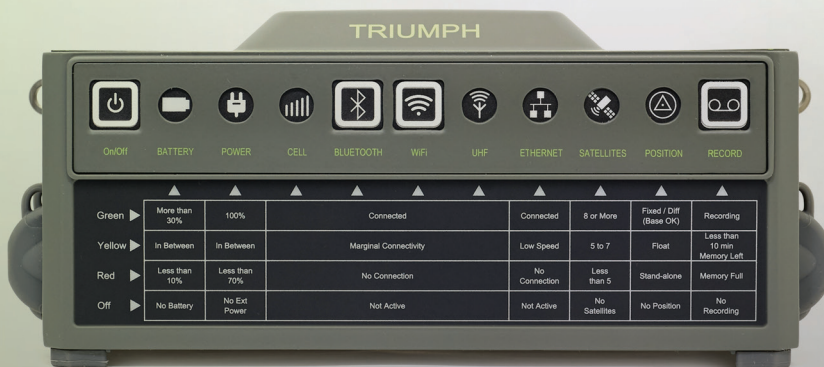 TRIUMPH
On/Off BATTERY POWER CELL BLUETOOTH WiFi UHF ETHERNET SATELLITES POSITION RECORD
Green More than 30% 100% Connected Connected 8 or More Fixed / Diff (Base OK) Recording
Yellow In Between In Between Marginal Connectivity Low Speed 5 to 7 Float Less than 10 min Memory Left
Red Less than 10% Less than 70% No Connection No Connection Less than 5 Stand-alone Memory Full
Off No Battery No Ext Power Not Active Not Active No Satellites No Position No Recording